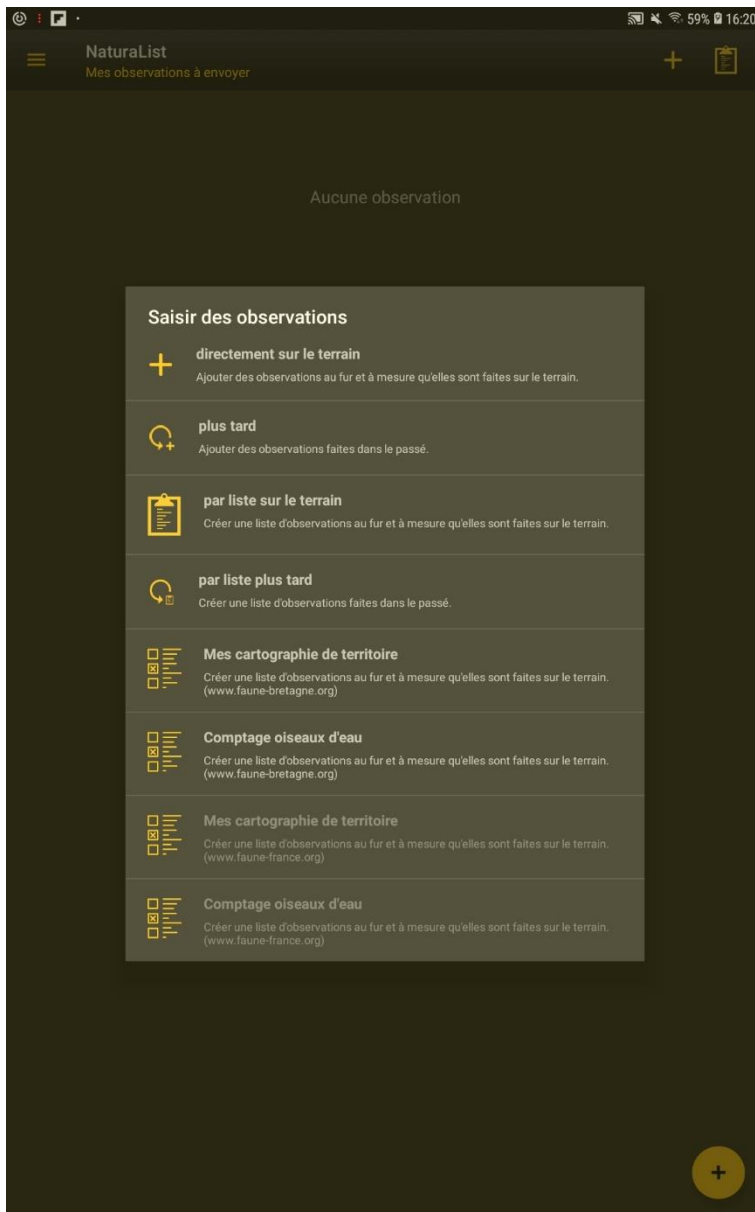 59% 16:20
NaturaList
Mes observations à envoyer
Aucune observation
Saisir des observations
directement sur le terrain
Ajouter des observations au fur et à mesure qu'elles sont faites sur le terrain.
plus tard
Ajouter des observations faites dans le passé.
par liste sur le terrain
Créer une liste d'observations au fur et à mesure qu'elles sont faites sur le terrain.
par liste plus tard
Créer une liste d'observations faites dans le passé.
Mes cartographie de territoire
Créer une liste d'observations au fur et à mesure qu'elles sont faites sur le terrain.
(www.faune-bretagne.org)
Comptage oiseaux d'eau
Créer une liste d'observations au fur et à mesure qu'elles sont faites sur le terrain.
(www.faune-bretagne.org)
Mes cartographie de territoire
Créer une liste d'observations au fur et à mesure qu'elles sont faites sur le terrain.
(www.faune-france.org)
Comptage oiseaux d'eau
Créer une liste d'observations au fur et à mesure qu'elles sont faites sur le terrain.
(www.faune-france.org)